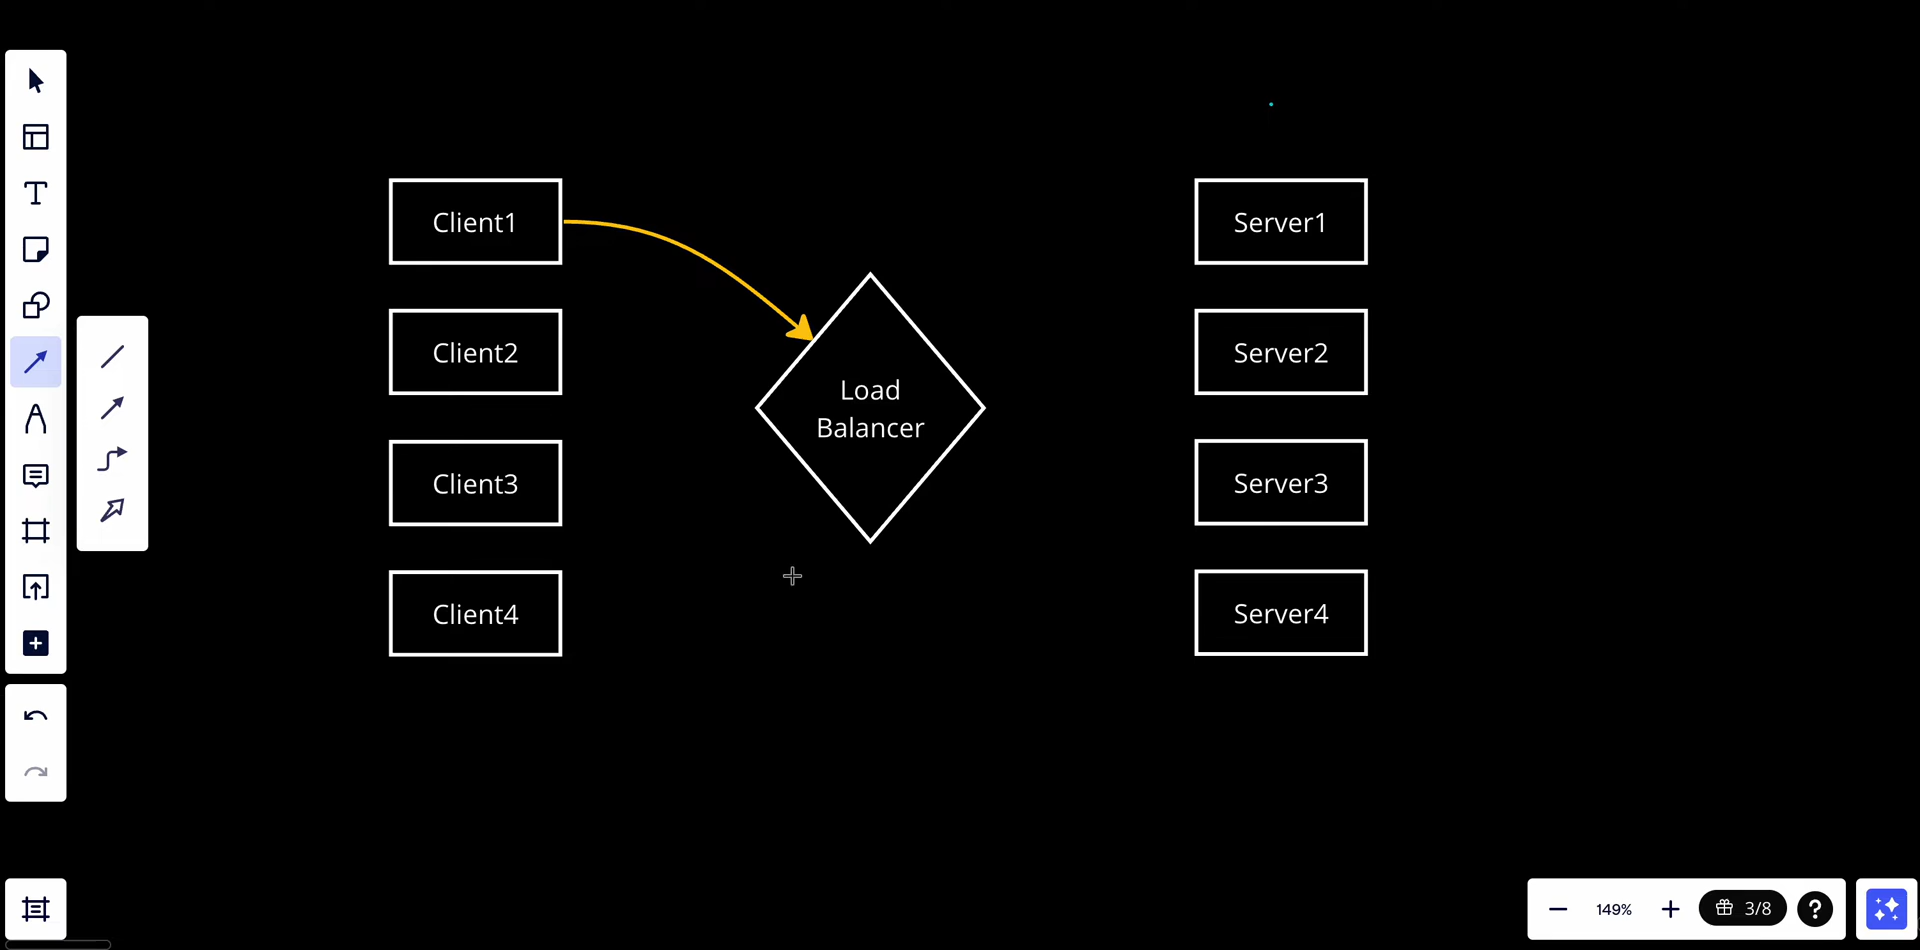 Client1
Server1
Client2
Server2
Load
Balancer
Client3
Server3
Client4
Server4
149%
3/8